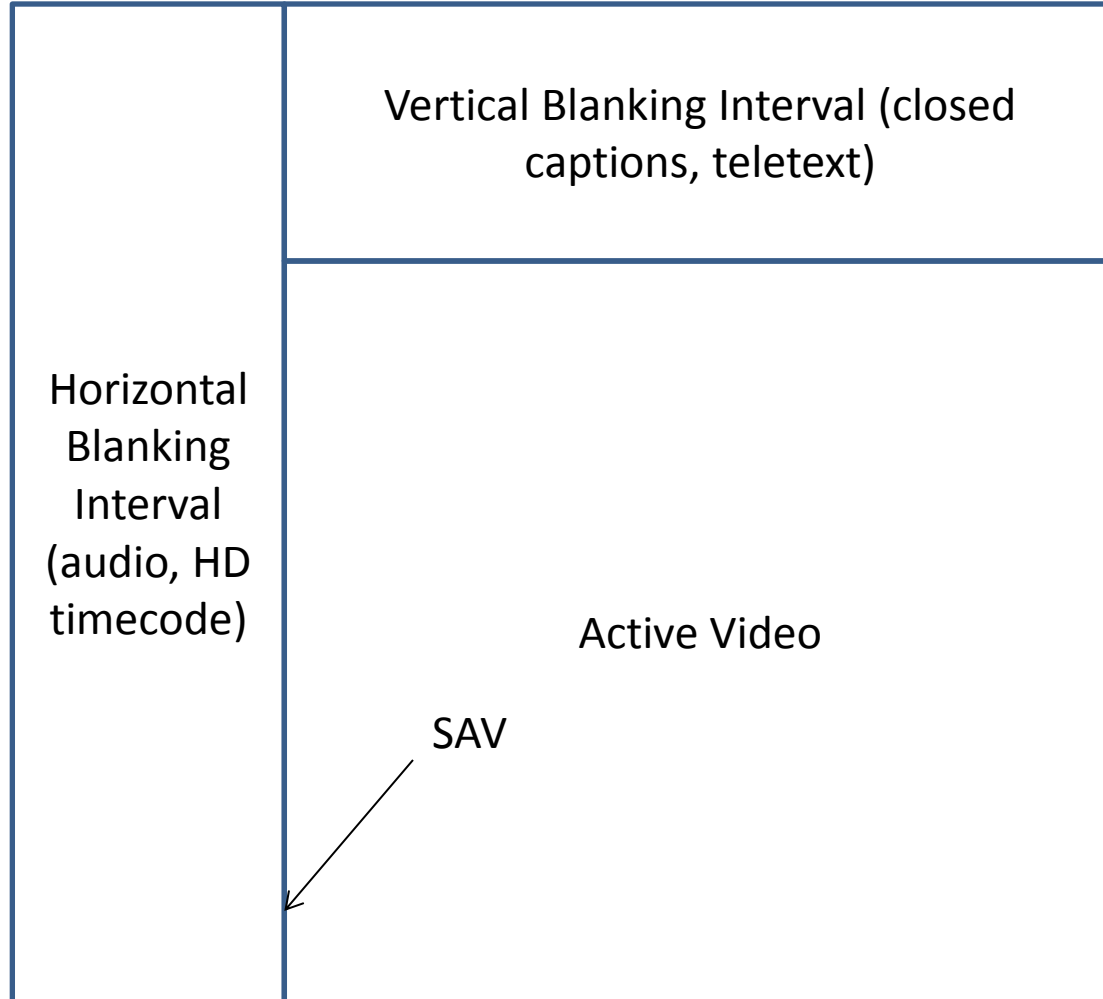 Vertical Blanking Interval (closed
captions, teletext)
Horizontal
Blanking
Interval
(audio, HD
timecode)
Active Video
SAV